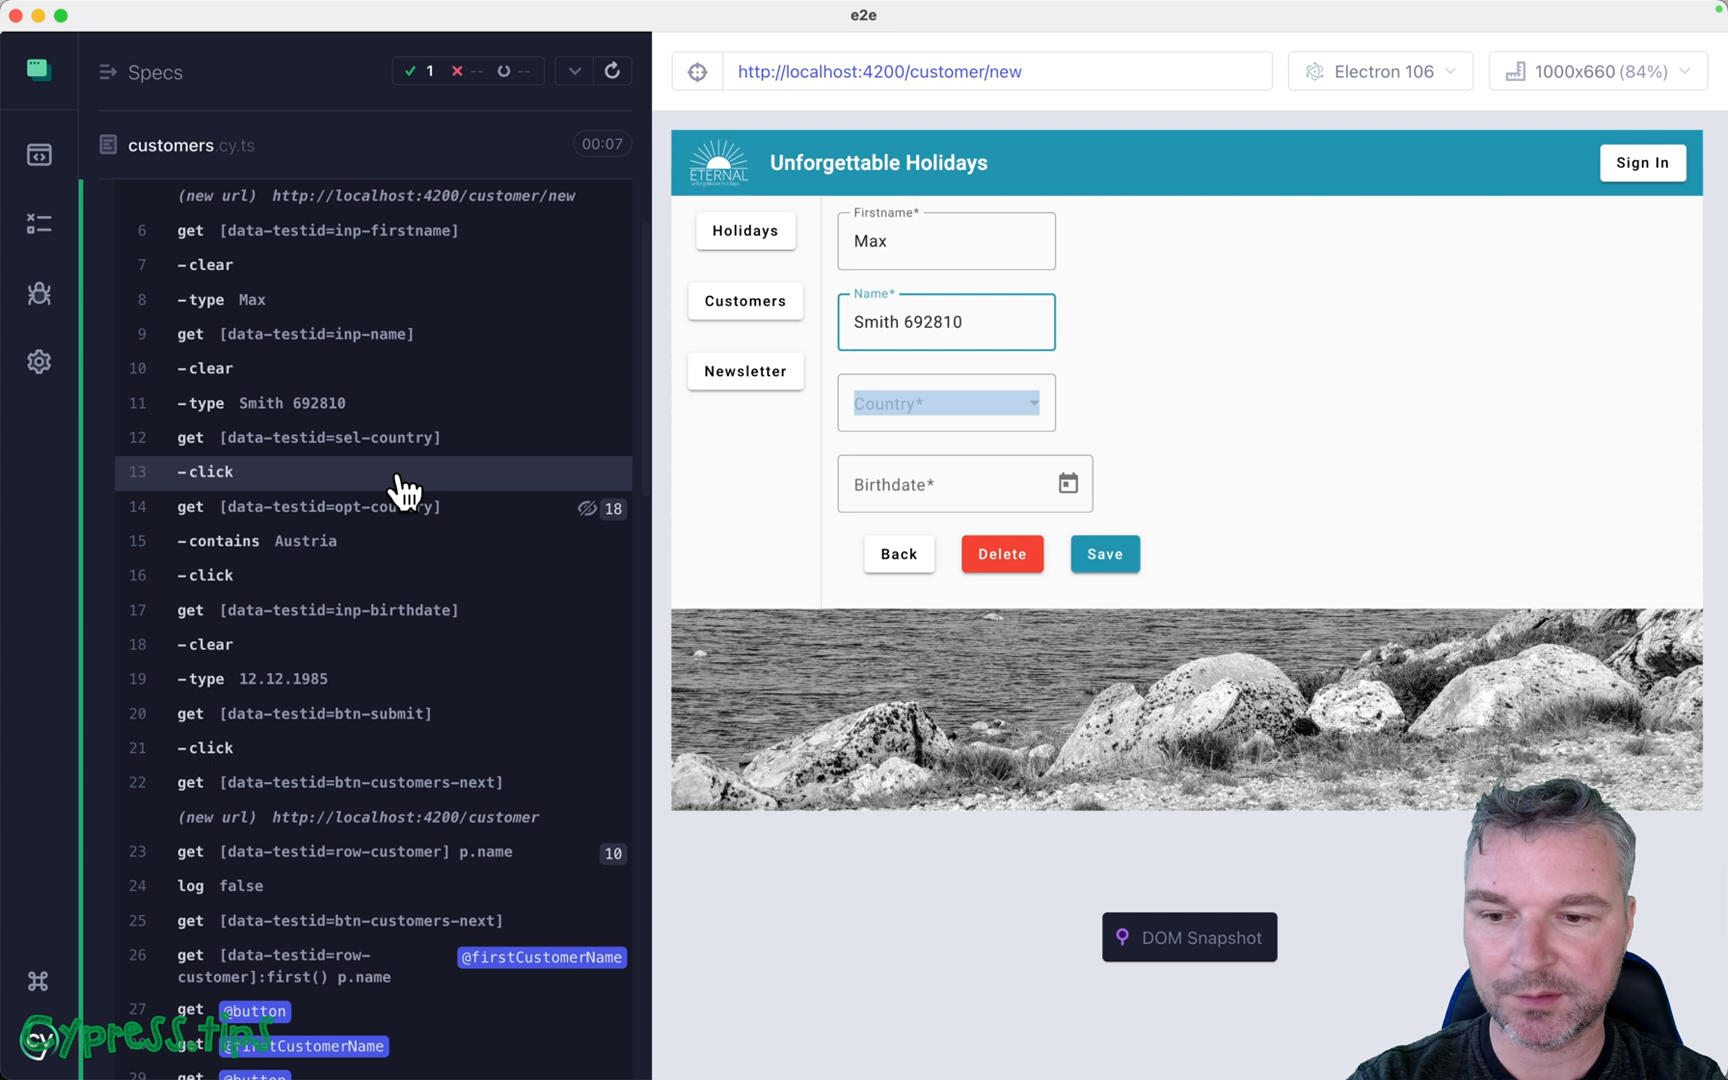 e2e
Specs
1
--
--
http://localhost:4200/customer/new
Electron 106
1000x660 (84%)
customers.cy.ts
00:07
(new url) http://localhost:4200/customer/new
6 get [data-testid=inp-firstname]
7 -clear
8 -type Max
9 get [data-testid=inp-name]
10 -clear
11 -type Smith 692810
12 get [data-testid=sel-country]
13 -click
14 get [data-testid=opt-country] 18
15 -contains Austria
16 -click
17 get [data-testid=inp-birthdate]
18 -clear
19 -type 12.12.1985
20 get [data-testid=btn-submit]
21 -click
22 get [data-testid=btn-customers-next]
(new url) http://localhost:4200/customer
23 get [data-testid=row-customer] p.name 10
24 log false
25 get [data-testid=btn-customers-next]
26 get [data-testid=row-
customer]:first() p.name @firstCustomerName
27 get @button
get @firstCustomerName
29 get @button
Cypress.tips
cy
ETERNAL
unforgettable holidays
Unforgettable Holidays
Sign In
Holidays
Customers
Newsletter
Firstname*
Max
Name*
Smith 692810
Country*
Birthdate*
Back
Delete
Save
DOM Snapshot